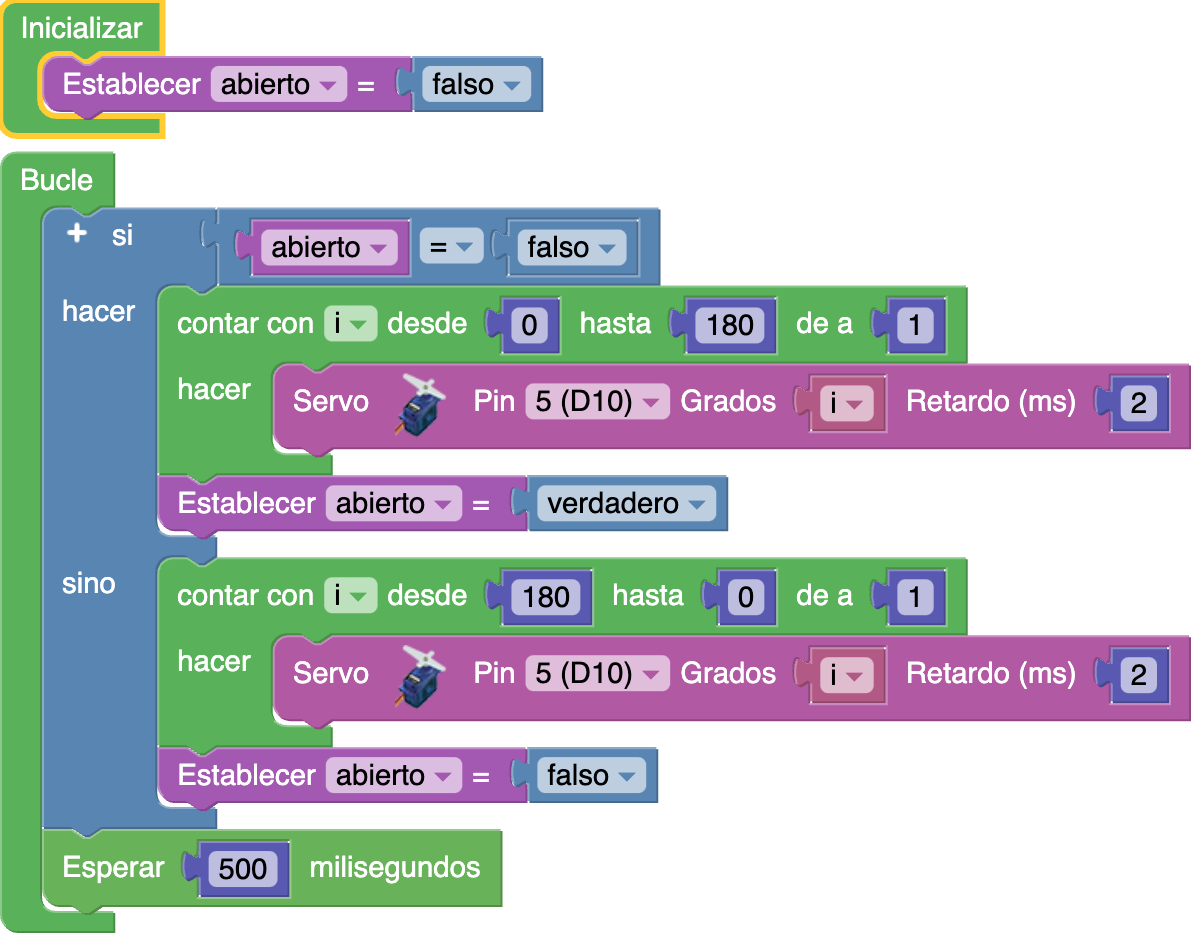 Inicializar
Establecer abierto = falso
Bucle
+ si abierto = falso
hacer contar con i desde 0 hasta 180 de a 1
hacer Servo Pin 5 (D10) Grados i Retardo (ms) 2
Establecer abierto = verdadero
sino contar con i desde 180 hasta 0 de a 1
hacer Servo Pin 5 (D10) Grados i Retardo (ms) 2
Establecer abierto = falso
Esperar 500 milisegundos